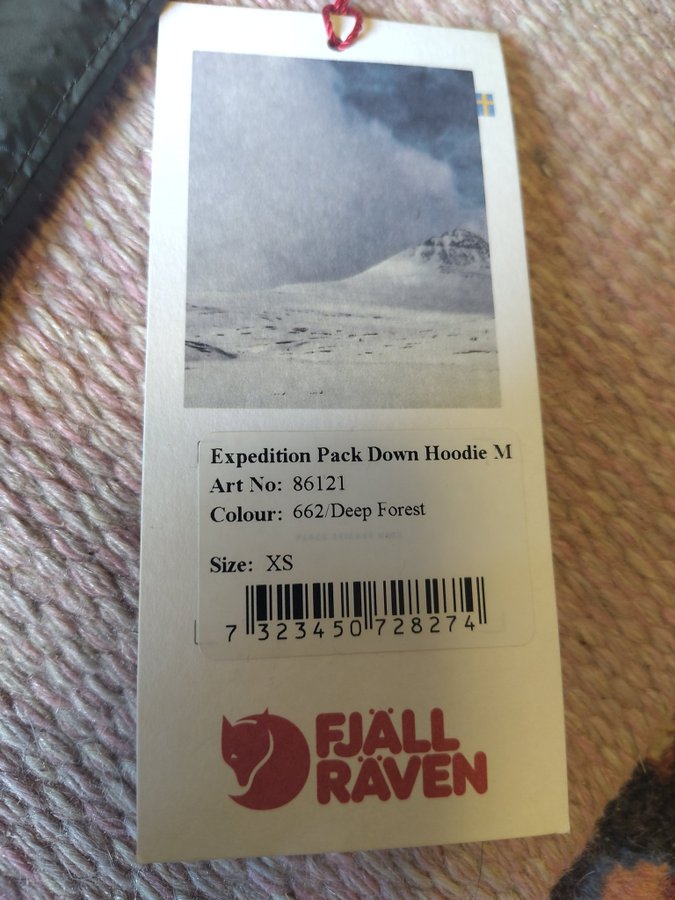 Expedition Pack Down Hoodie M
Art No: 86121
Colour: 662/Deep Forest
Size: XS
7 323450 728274
FJÄLL
RÄVEN